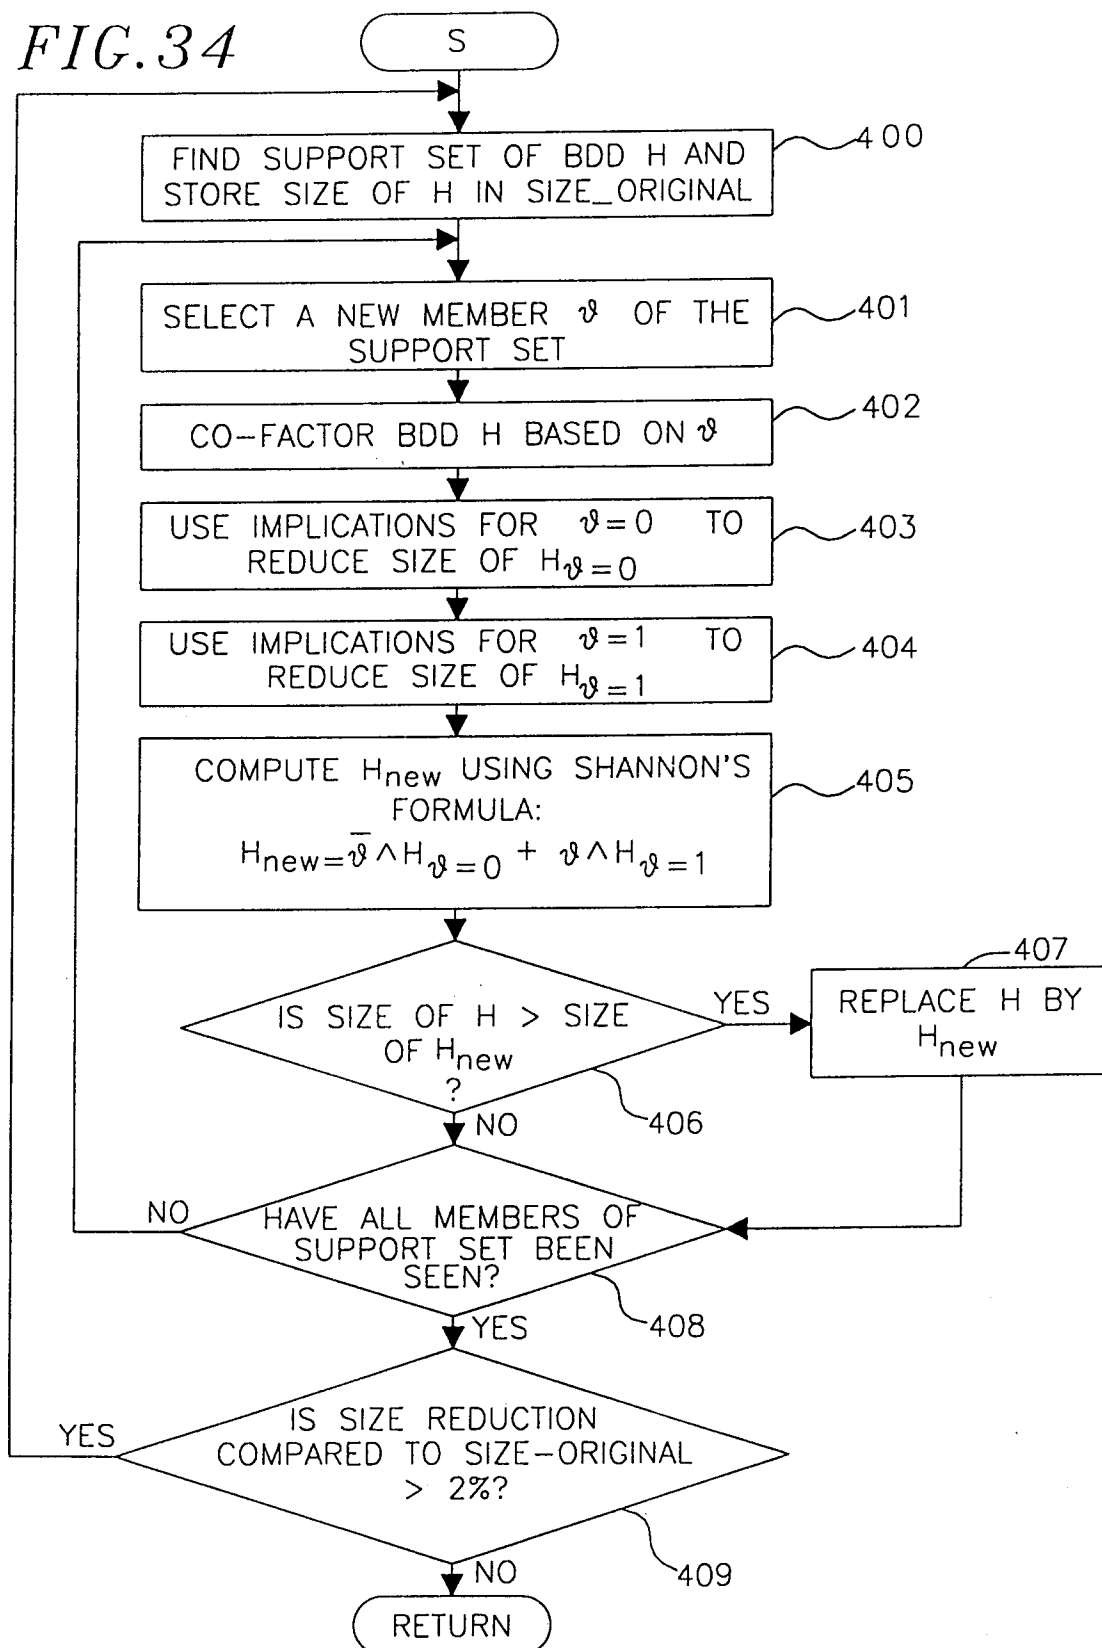 FIG.34
S
FIND SUPPORT SET OF BDD H AND
STORE SIZE OF H IN SIZE_ORIGINAL
400
SELECT A NEW MEMBER ϑ OF THE
SUPPORT SET
401
CO-FACTOR BDD H BASED ON ϑ
402
USE IMPLICATIONS FOR ϑ=0 TO
REDUCE SIZE OF Hϑ=0
403
USE IMPLICATIONS FOR ϑ=1 TO
REDUCE SIZE OF Hϑ=1
404
COMPUTE Hnew USING SHANNON'S
FORMULA:
Hnew=ϑ̅∧Hϑ=0 + ϑ∧Hϑ=1
405
IS SIZE OF H > SIZE
OF Hnew
?
406
YES
407
REPLACE H BY
Hnew
NO
HAVE ALL MEMBERS OF
SUPPORT SET BEEN
SEEN?
408
NO
YES
IS SIZE REDUCTION
COMPARED TO SIZE-ORIGINAL
> 2%?
409
YES
NO
RETURN